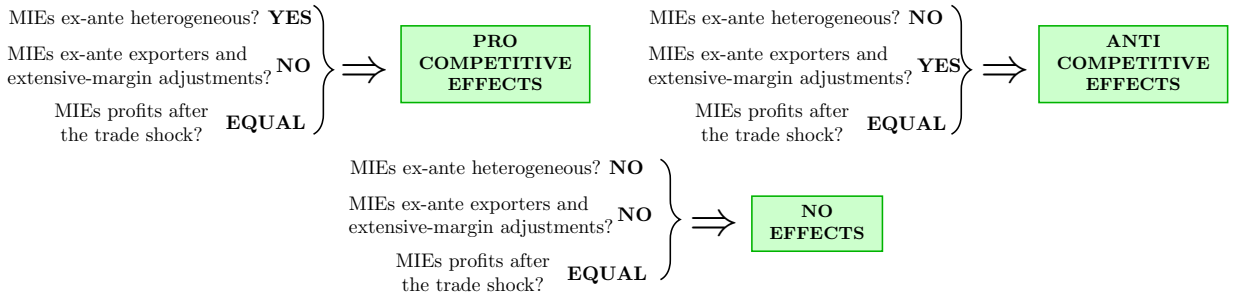 MIEs ex-ante heterogeneous? YES
MIEs ex-ante exporters and
extensive-margin adjustments? NO
MIEs profits after
the trade shock? EQUAL
PRO
COMPETITIVE
EFFECTS
MIEs ex-ante heterogeneous? NO
MIEs ex-ante exporters and
extensive-margin adjustments? YES
MIEs profits after
the trade shock? EQUAL
ANTI
COMPETITIVE
EFFECTS
MIEs ex-ante heterogeneous? NO
MIEs ex-ante exporters and
extensive-margin adjustments? NO
MIEs profits after
the trade shock? EQUAL
NO
EFFECTS